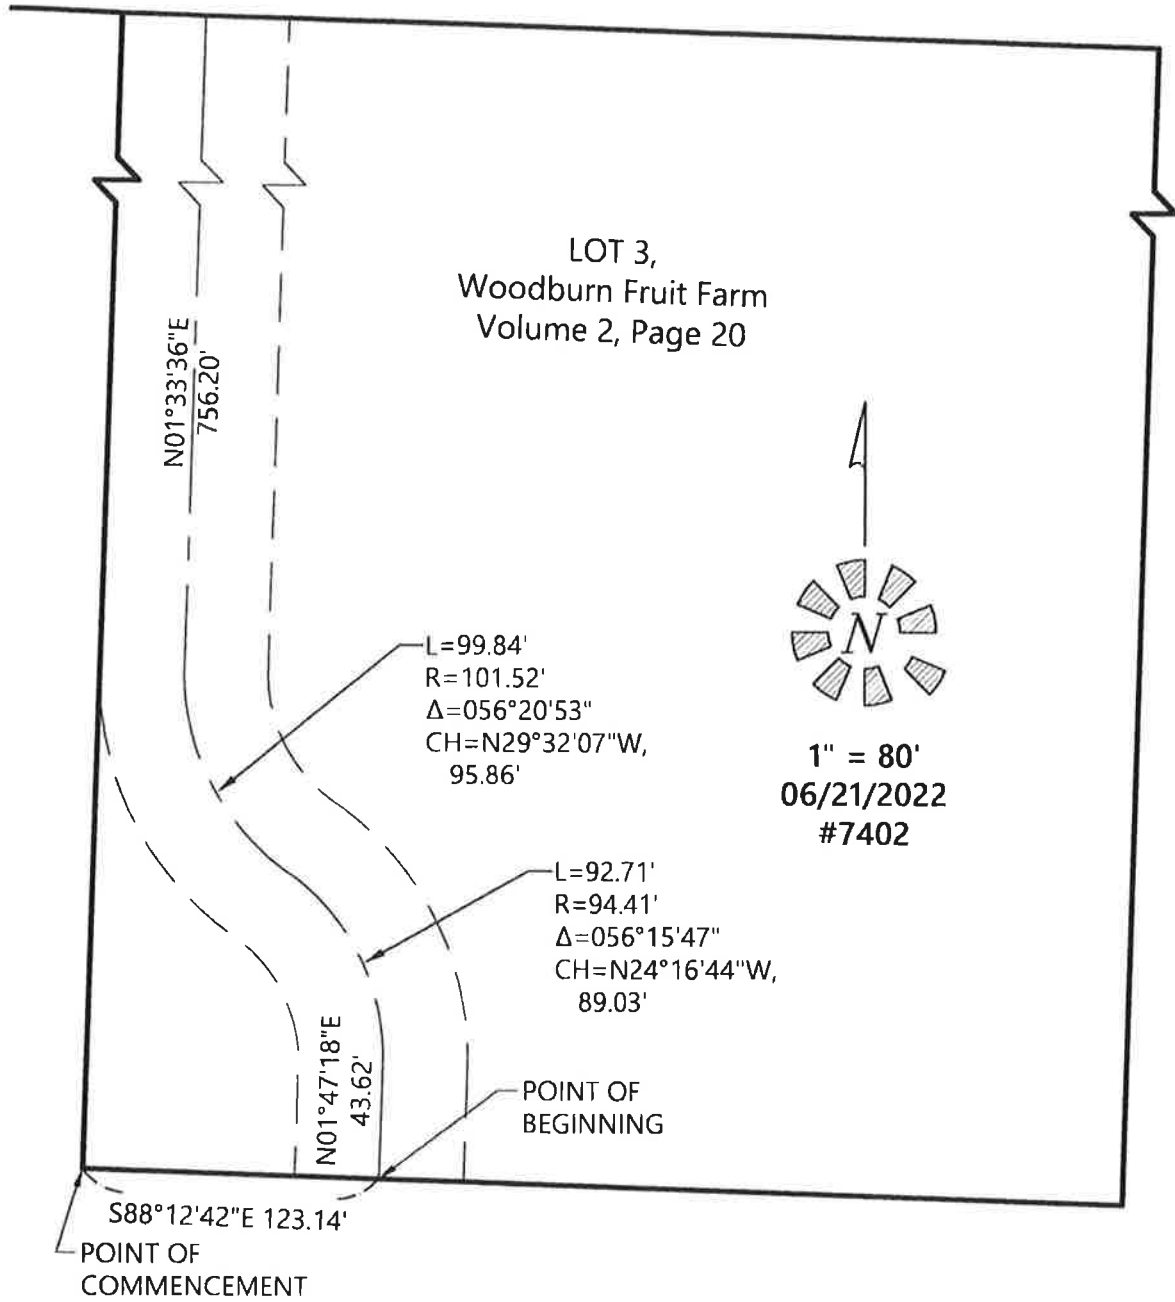 LOT 3,
Woodburn Fruit Farm
Volume 2, Page 20
N01°33'36"E
756.20'
L=99.84'
R=101.52'
Δ=056°20'53"
CH=N29°32'07"W,
95.86'
N
1" = 80'
06/21/2022
#7402
L=92.71'
R=94.41'
Δ=056°15'47"
CH=N24°16'44"W,
89.03'
N01°47'18"E
43.62'
POINT OF
BEGINNING
S88°12'42"E 123.14'
POINT OF
COMMENCEMENT